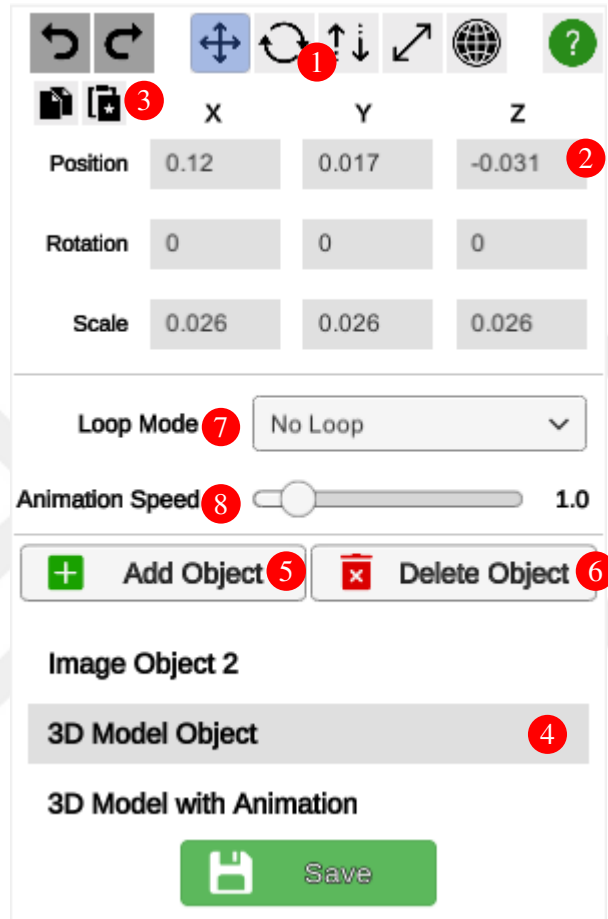 ?
1
3
X Y Z
Position 0.12 0.017 -0.031 2
Rotation 0 0 0
Scale 0.026 0.026 0.026
Loop Mode 7 No Loop
Animation Speed 8 1.0
Add Object 5 Delete Object 6
Image Object 2
3D Model Object 4
3D Model with Animation
Save